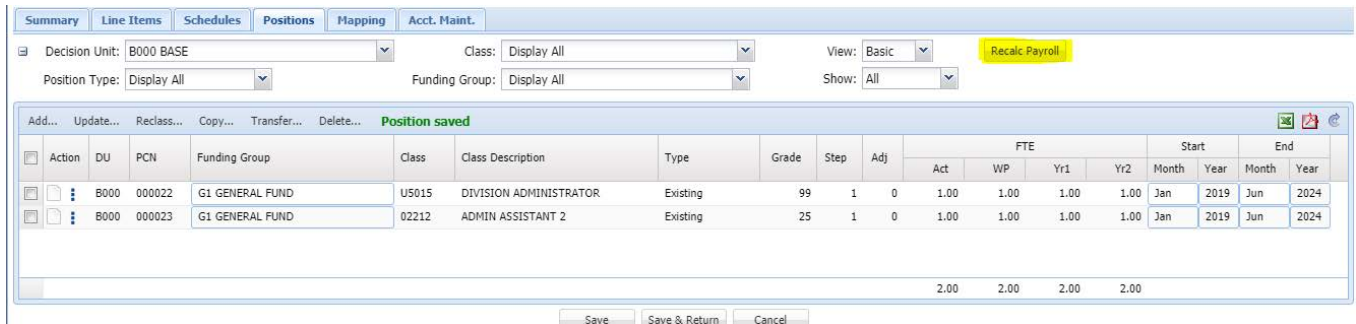 Summary Line Items Schedules Positions Mapping Acct. Maint.
Decision Unit: B000 BASE Class: Display All View: Basic Recalc Payroll
Position Type: Display All Funding Group: Display All Show: All
Add... Update... Reclass... Copy... Transfer... Delete... Position saved
Action DU PCN Funding Group Class Class Description Type Grade Step Adj FTE Start End
Act WP Yr1 Yr2 Month Year Month Year
B000 000022 G1 GENERAL FUND U5015 DIVISION ADMINISTRATOR Existing 99 1 0 1.00 1.00 1.00 1.00 Jan 2019 Jun 2024
B000 000023 G1 GENERAL FUND 02212 ADMIN ASSISTANT 2 Existing 25 1 0 1.00 1.00 1.00 1.00 Jan 2019 Jun 2024
2.00 2.00 2.00 2.00
Save Save & Return Cancel